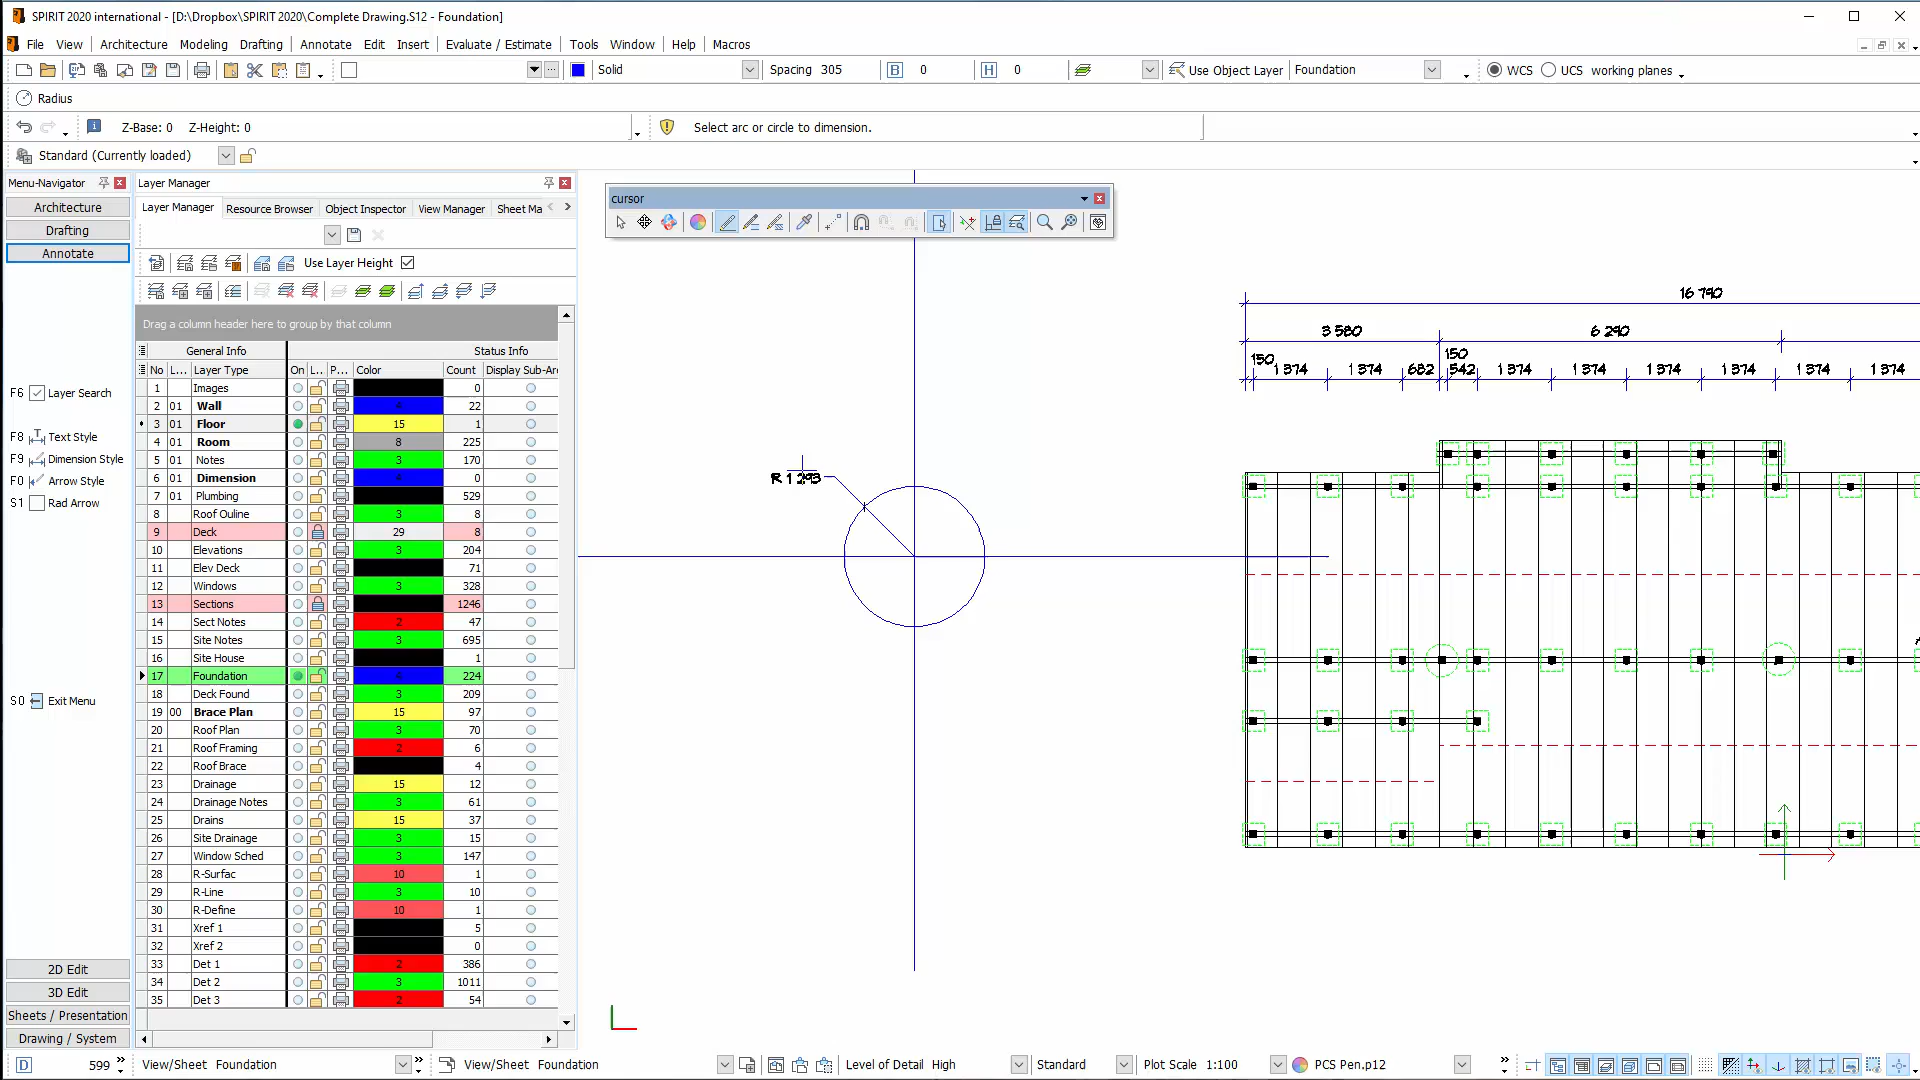 SPIRIT 2020 international - [D:\Dropbox\SPIRIT 2020\Complete Drawing.S12 - Foundation]
File View Architecture Modeling Drafting Annotate Edit Insert Evaluate / Estimate Tools Window Help Macros
Solid Spacing 305 B 0 H 0 Use Object Layer Foundation WCS UCS working planes
Radius
Z-Base: 0 Z-Height: 0 Select arc or circle to dimension.
Standard (Currently loaded)
Menu-Navigator
Architecture
Drafting
Annotate
F6 Layer Search
F8 Text Style
F9 Dimension Style
F0 Arrow Style
S1 Rad Arrow
S0 Exit Menu
2D Edit
3D Edit
Sheets / Presentation
Drawing / System
Layer Manager
Layer Manager Resource Browser Object Inspector View Manager Sheet Ma
Use Layer Height
Drag a column header here to group by that column
General Info Status Info
No L... Layer Type On L.. P... Color Count Display Sub-Are
1 Images 0
2 01 Wall 4 22
3 01 Floor 15 1
4 01 Room 8 225
5 01 Notes 3 170
6 01 Dimension 4 0
7 01 Plumbing 529
8 Roof Ouline 3 8
9 Deck 29 8
10 Elevations 3 204
11 Elev Deck 71
12 Windows 3 328
13 Sections 1246
14 Sect Notes 2 47
15 Site Notes 3 695
16 Site House 1
17 Foundation 4 224
18 Deck Found 3 209
19 00 Brace Plan 15 97
20 Roof Plan 3 70
21 Roof Framing 2 6
22 Roof Brace 4
23 Drainage 15 12
24 Drainage Notes 3 61
25 Drains 15 37
26 Site Drainage 3 15
27 Window Sched 3 147
28 R-Surfac 10 1
29 R-Line 3 10
30 R-Define 10 1
31 Xref 1 5
32 Xref 2 0
33 Det 1 2 386
34 Det 2 3 1011
35 Det 3 2 54
cursor
R 1 293
16 790
3 580 6 290
150 1 374 1 374 682 150 542 1 374 1 374 1 374 1 374 1 374 1 374
D 599 View/Sheet Foundation View/Sheet Foundation Level of Detail High Standard Plot Scale 1:100 PCS Pen,p12